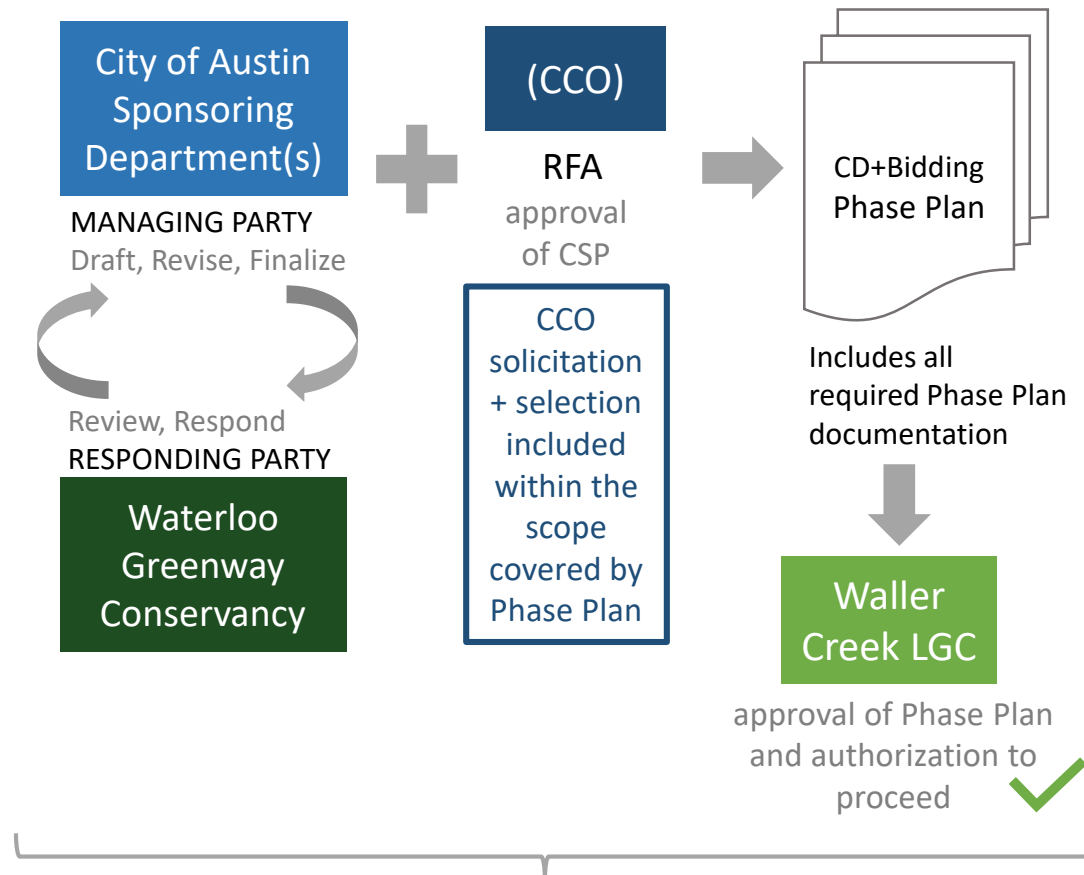 City of Austin
Sponsoring
Department(s)
MANAGING PARTY
Draft, Revise, Finalize
Review, Respond
RESPONDING PARTY
Waterloo
Greenway
Conservancy
(CCO)
RFA
approval
of CSP
CCO
solicitation
+ selection
included
within the
scope
covered by
Phase Plan
CD+Bidding
Phase Plan
Includes all
required Phase Plan
documentation
Waller
Creek LGC
approval of Phase Plan
and authorization to
proceed